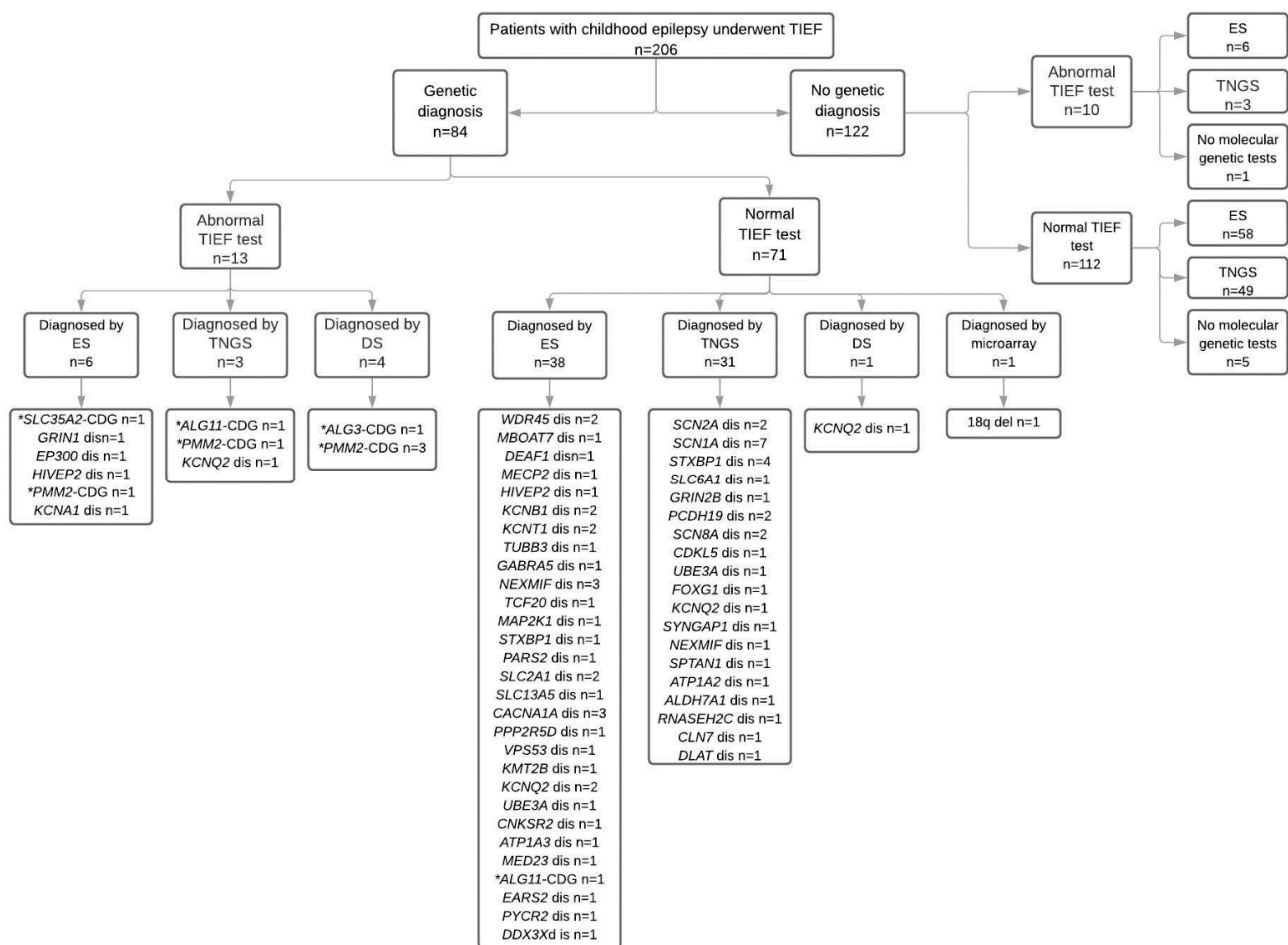 Patients with childhood epilepsy underwent TIEF
n=206
Genetic
diagnosis
n=84
No genetic
diagnosis
n=122
Abnormal
TIEF test
n=10
ES
n=6
TNGS
n=3
No molecular
genetic tests
n=1
Normal TIEF
test
n=112
ES
n=58
TNGS
n=49
No molecular
genetic tests
n=5
Abnormal
TIEF test
n=13
Normal
TIEF test
n=71
Diagnosed by
ES
n=6
Diagnosed by
TNGS
n=3
Diagnosed by
DS
n=4
Diagnosed by
ES
n=38
Diagnosed by
TNGS
n=31
Diagnosed by
DS
n=1
Diagnosed by
microarray
n=1
*SLC35A2-CDG n=1
GRIN1 disn=1
EP300 dis n=1
HIVEP2 dis n=1
*PMM2-CDG n=1
KCNA1 dis n=1
*ALG11-CDG n=1
*PMM2-CDG n=1
KCNQ2 dis n=1
*ALG3-CDG n=1
*PMM2-CDG n=3
WDR45 dis n=2
MBOAT7 dis n=1
DEAF1 disn=1
MECP2 dis n=1
HIVEP2 dis n=1
KCNB1 dis n=2
KCNT1 dis n=2
TUBB3 dis n=1
GABRA5 dis n=1
NEXMIF dis n=3
TCF20 dis n=1
MAP2K1 dis n=1
STXBP1 dis n=1
PARS2 dis n=1
SLC2A1 dis n=2
SLC13A5 dis n=1
CACNA1A dis n=3
PPP2R5D dis n=1
VPS53 dis n=1
KMT2B dis n=1
KCNQ2 dis n=2
UBE3A dis n=1
CNKSR2 dis n=1
ATP1A3 dis n=1
MED23 dis n=1
*ALG11-CDG n=1
EARS2 dis n=1
PYCR2 dis n=1
DDX3Xd is n=1
SCN2A dis n=2
SCN1A dis n=7
STXBP1 dis n=4
SLC6A1 dis n=1
GRIN2B dis n=1
PCDH19 dis n=2
SCN8A dis n=2
CDKL5 dis n=1
UBE3A dis n=1
FOXG1 dis n=1
KCNQ2 dis n=1
SYNGAP1 dis n=1
NEXMIF dis n=1
SPTAN1 dis n=1
ATP1A2 dis n=1
ALDH7A1 dis n=1
RNASEH2C dis n=1
CLN7 dis n=1
DLAT dis n=1
KCNQ2 dis n=1
18q del n=1